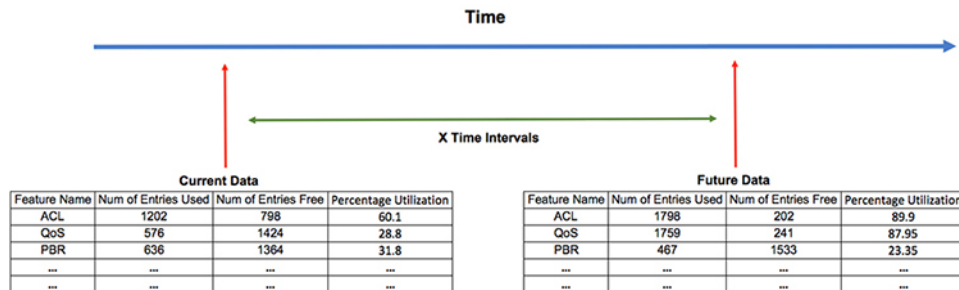 Time
X Time Intervals
Current Data
Feature Name Num of Entries Used Num of Entries Free Percentage Utilization
ACL 1202 798 60.1
QoS 576 1424 28.8
PBR 636 1364 31.8
... ... ... ...
... ... ... ...
Future Data
Feature Name Num of Entries Used Num of Entries Free Percentage Utilization
ACL 1798 202 89.9
QoS 1759 241 87.95
PBR 467 1533 23.35
... ... ... ...
... ... ... ...